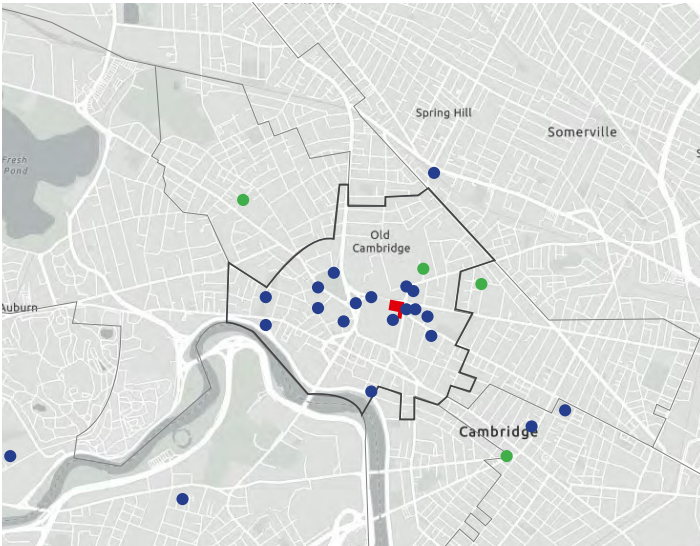 Spring Hill
Somerville
Fresh
Pond
Old
Cambridge
Auburn
Cambridge